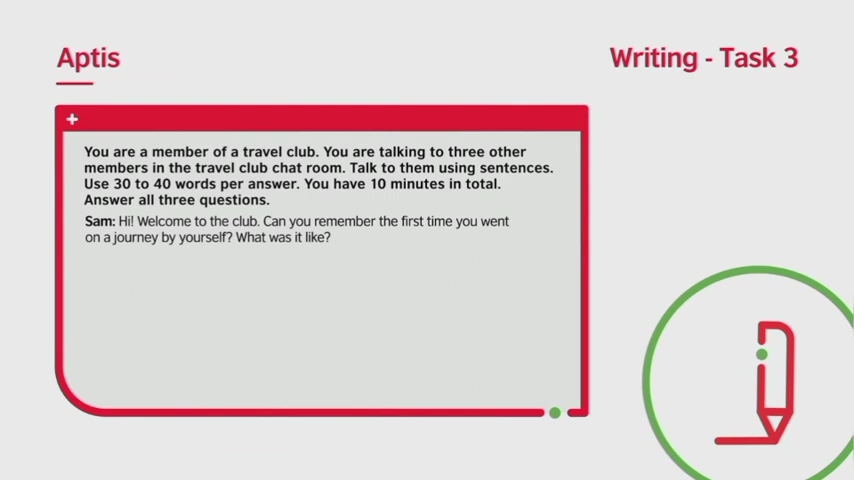 Aptis
Writing - Task 3
You are a member of a travel club. You are talking to three other
members in the travel club chat room. Talk to them using sentences.
Use 30 to 40 words per answer. You have 10 minutes in total.
Answer all three questions.
Sam: Hi! Welcome to the club. Can you remember the first time you went
on a journey by yourself? What was it like?